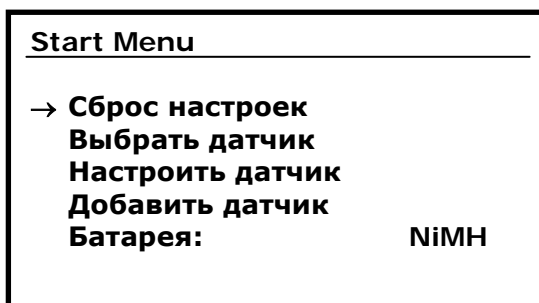 Start Menu
→ Сброс настроек
Выбрать датчик
Настроить датчик
Добавить датчик
Батарея: NiMH